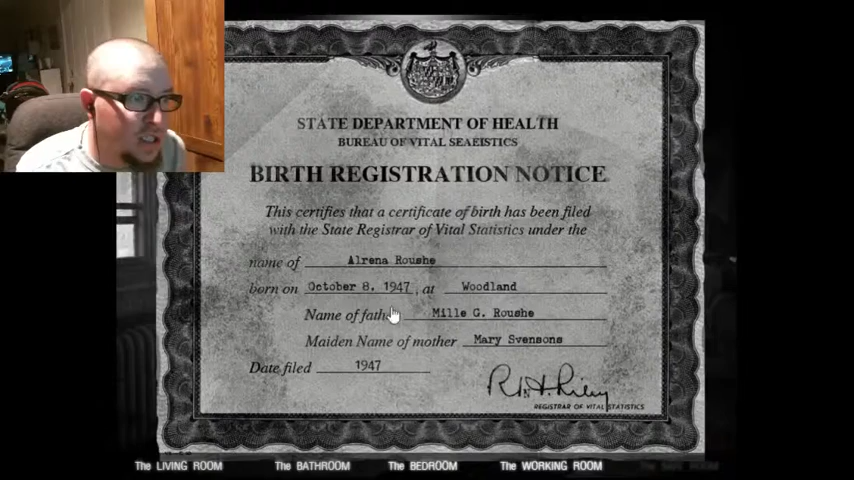 STATE DEPARTMENT OF HEALTH
BUREAU OF VITAL SEAEISTICS
BIRTH REGISTRATION NOTICE
This certifies that a certificate of birth has been filed
with the State Registrar of Vital Statistics under the
name of Alrena Roushe
born on October 8, 1947, at Woodland
Name of father Mille G. Roushe
Maiden Name of mother Mary Svensons
Date filed 1947
REGISTRAR OF VITAL STATISTICS
The LIVING ROOM The BATHROOM The BEDROOM The WORKING ROOM